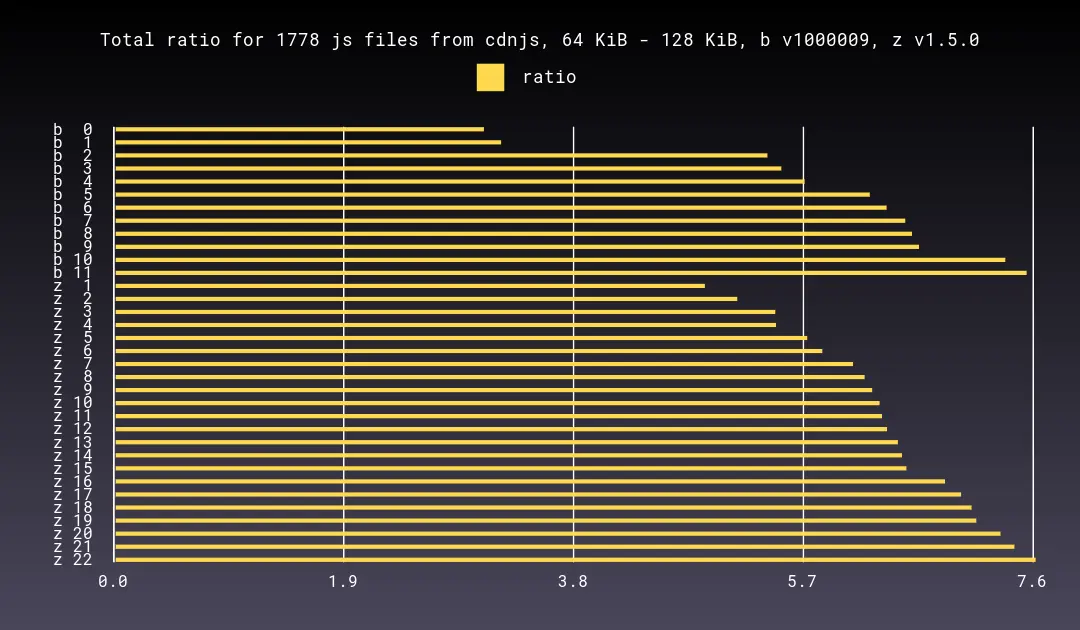 Total ratio for 1778 js files from cdnjs, 64 KiB - 128 KiB, b v1000009, z v1.5.0
ratio
b 0
b 1
b 2
b 3
b 4
b 5
b 6
b 7
b 8
b 9
b 10
b 11
z 1
z 2
z 3
z 4
z 5
z 6
z 7
z 8
z 9
z 10
z 11
z 12
z 13
z 14
z 15
z 16
z 17
z 18
z 19
z 20
z 21
z 22
0.0 1.9 3.8 5.7 7.6